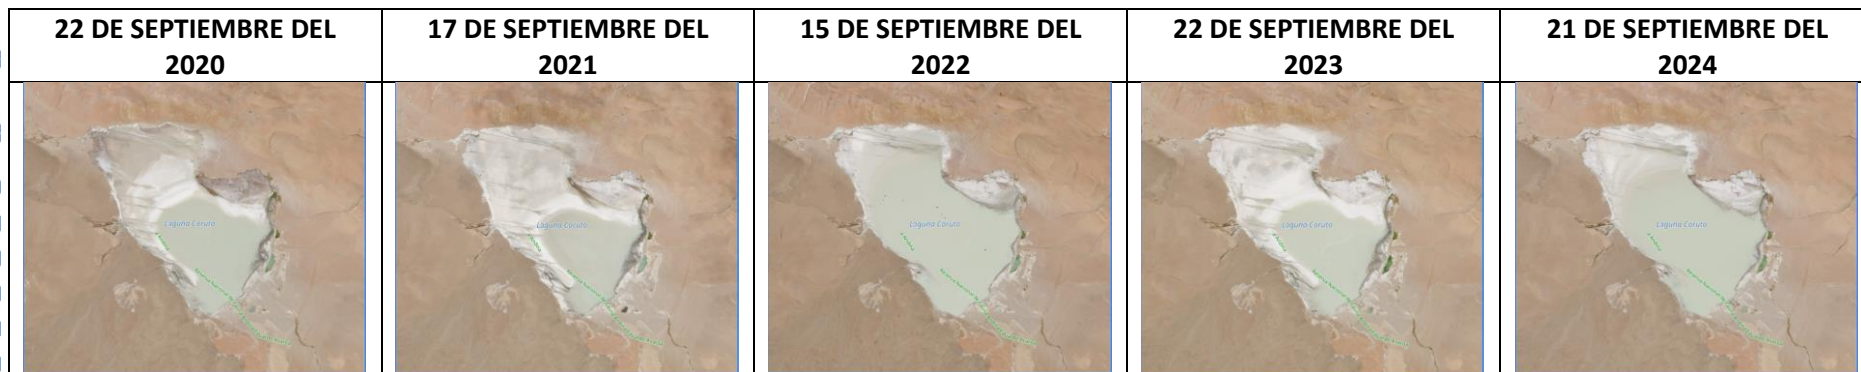 22 DE SEPTIEMBRE DEL
2020
17 DE SEPTIEMBRE DEL
2021
15 DE SEPTIEMBRE DEL
2022
22 DE SEPTIEMBRE DEL
2023
21 DE SEPTIEMBRE DEL
2024
Laguna Coruto
Laguna Coruto
Laguna Coruto
Laguna Coruto
Laguna Coruto